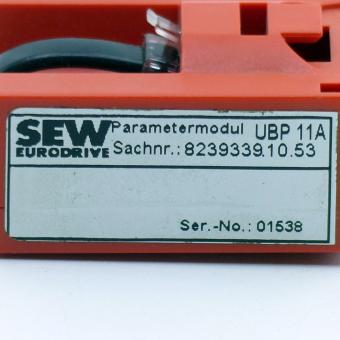 SEW Parametermodul UBP 11A
EURODRIVE Sachnr.: 8239339.10.53
Ser.-No.: 01538